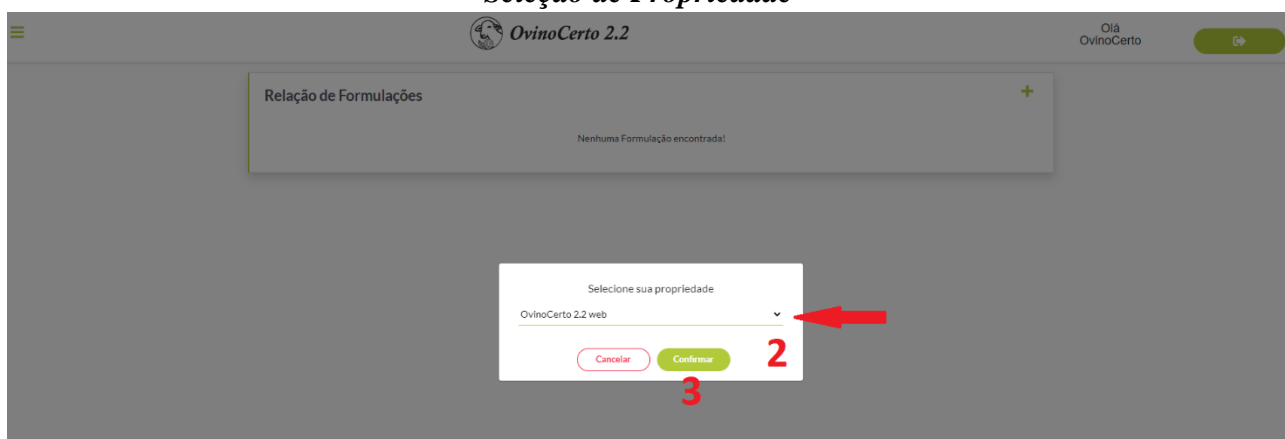 Seleção de Propriedade
OvinoCerto 2.2
Olá
OvinoCerto
Relação de Formulações
+
Nenhuma Formulação encontrada!
Selecione sua propriedade
OvinoCerto 2.2 web
Cancelar
Confirmar
2
3